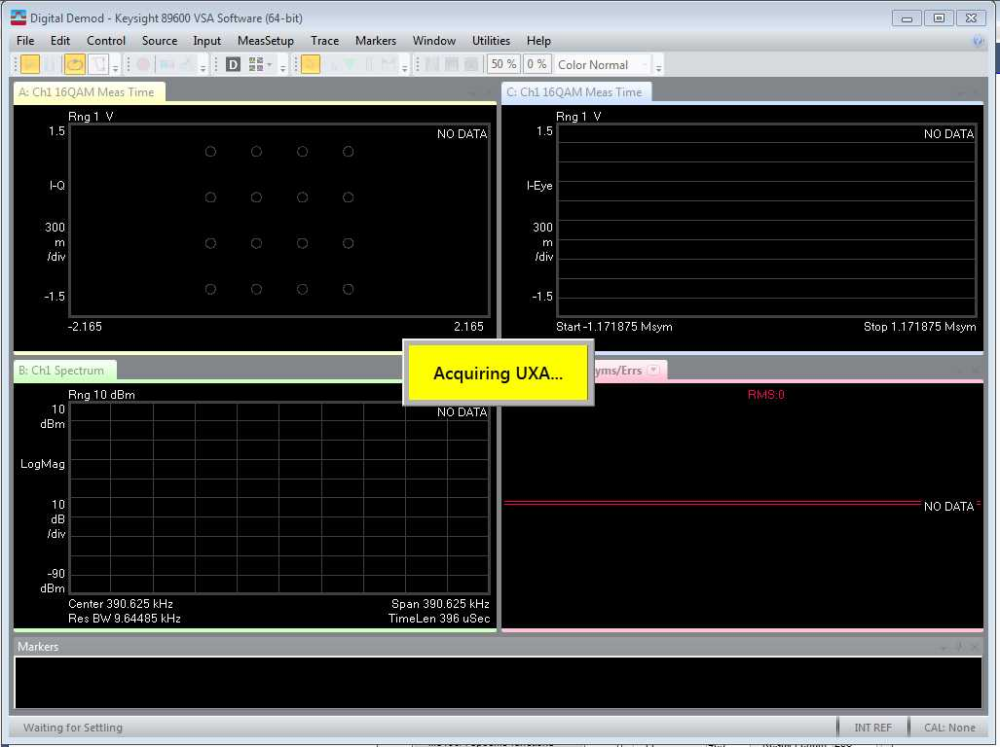 Digital Demod - Keysight 89600 VSA Software (64-bit)
File Edit Control Source Input MeasSetup Trace Markers Window Utilities Help
D 50 % 0 % Color Normal
A: Ch1 16QAM Meas Time
Rng 1 V
1.5
NO DATA
I-Q
300
m
/div
-1.5
-2.165 2.165
C: Ch1 16QAM Meas Time
Rng 1 V
1.5
NO DATA
I-Eye
300
m
/div
-1.5
Start -1.171875 Msym Stop 1.171875 Msym
Acquiring UXA...
B: Ch1 Spectrum
Rng 10 dBm
10
dBm
NO DATA
LogMag
10
dB
/div
-90
dBm
Center 390.625 kHz Span 390.625 kHz
Res BW 9.64485 kHz TimeLen 396 uSec
yms/Errs
RMS:0
NO DATA
Markers
Waiting for Settling INT REF CAL: None